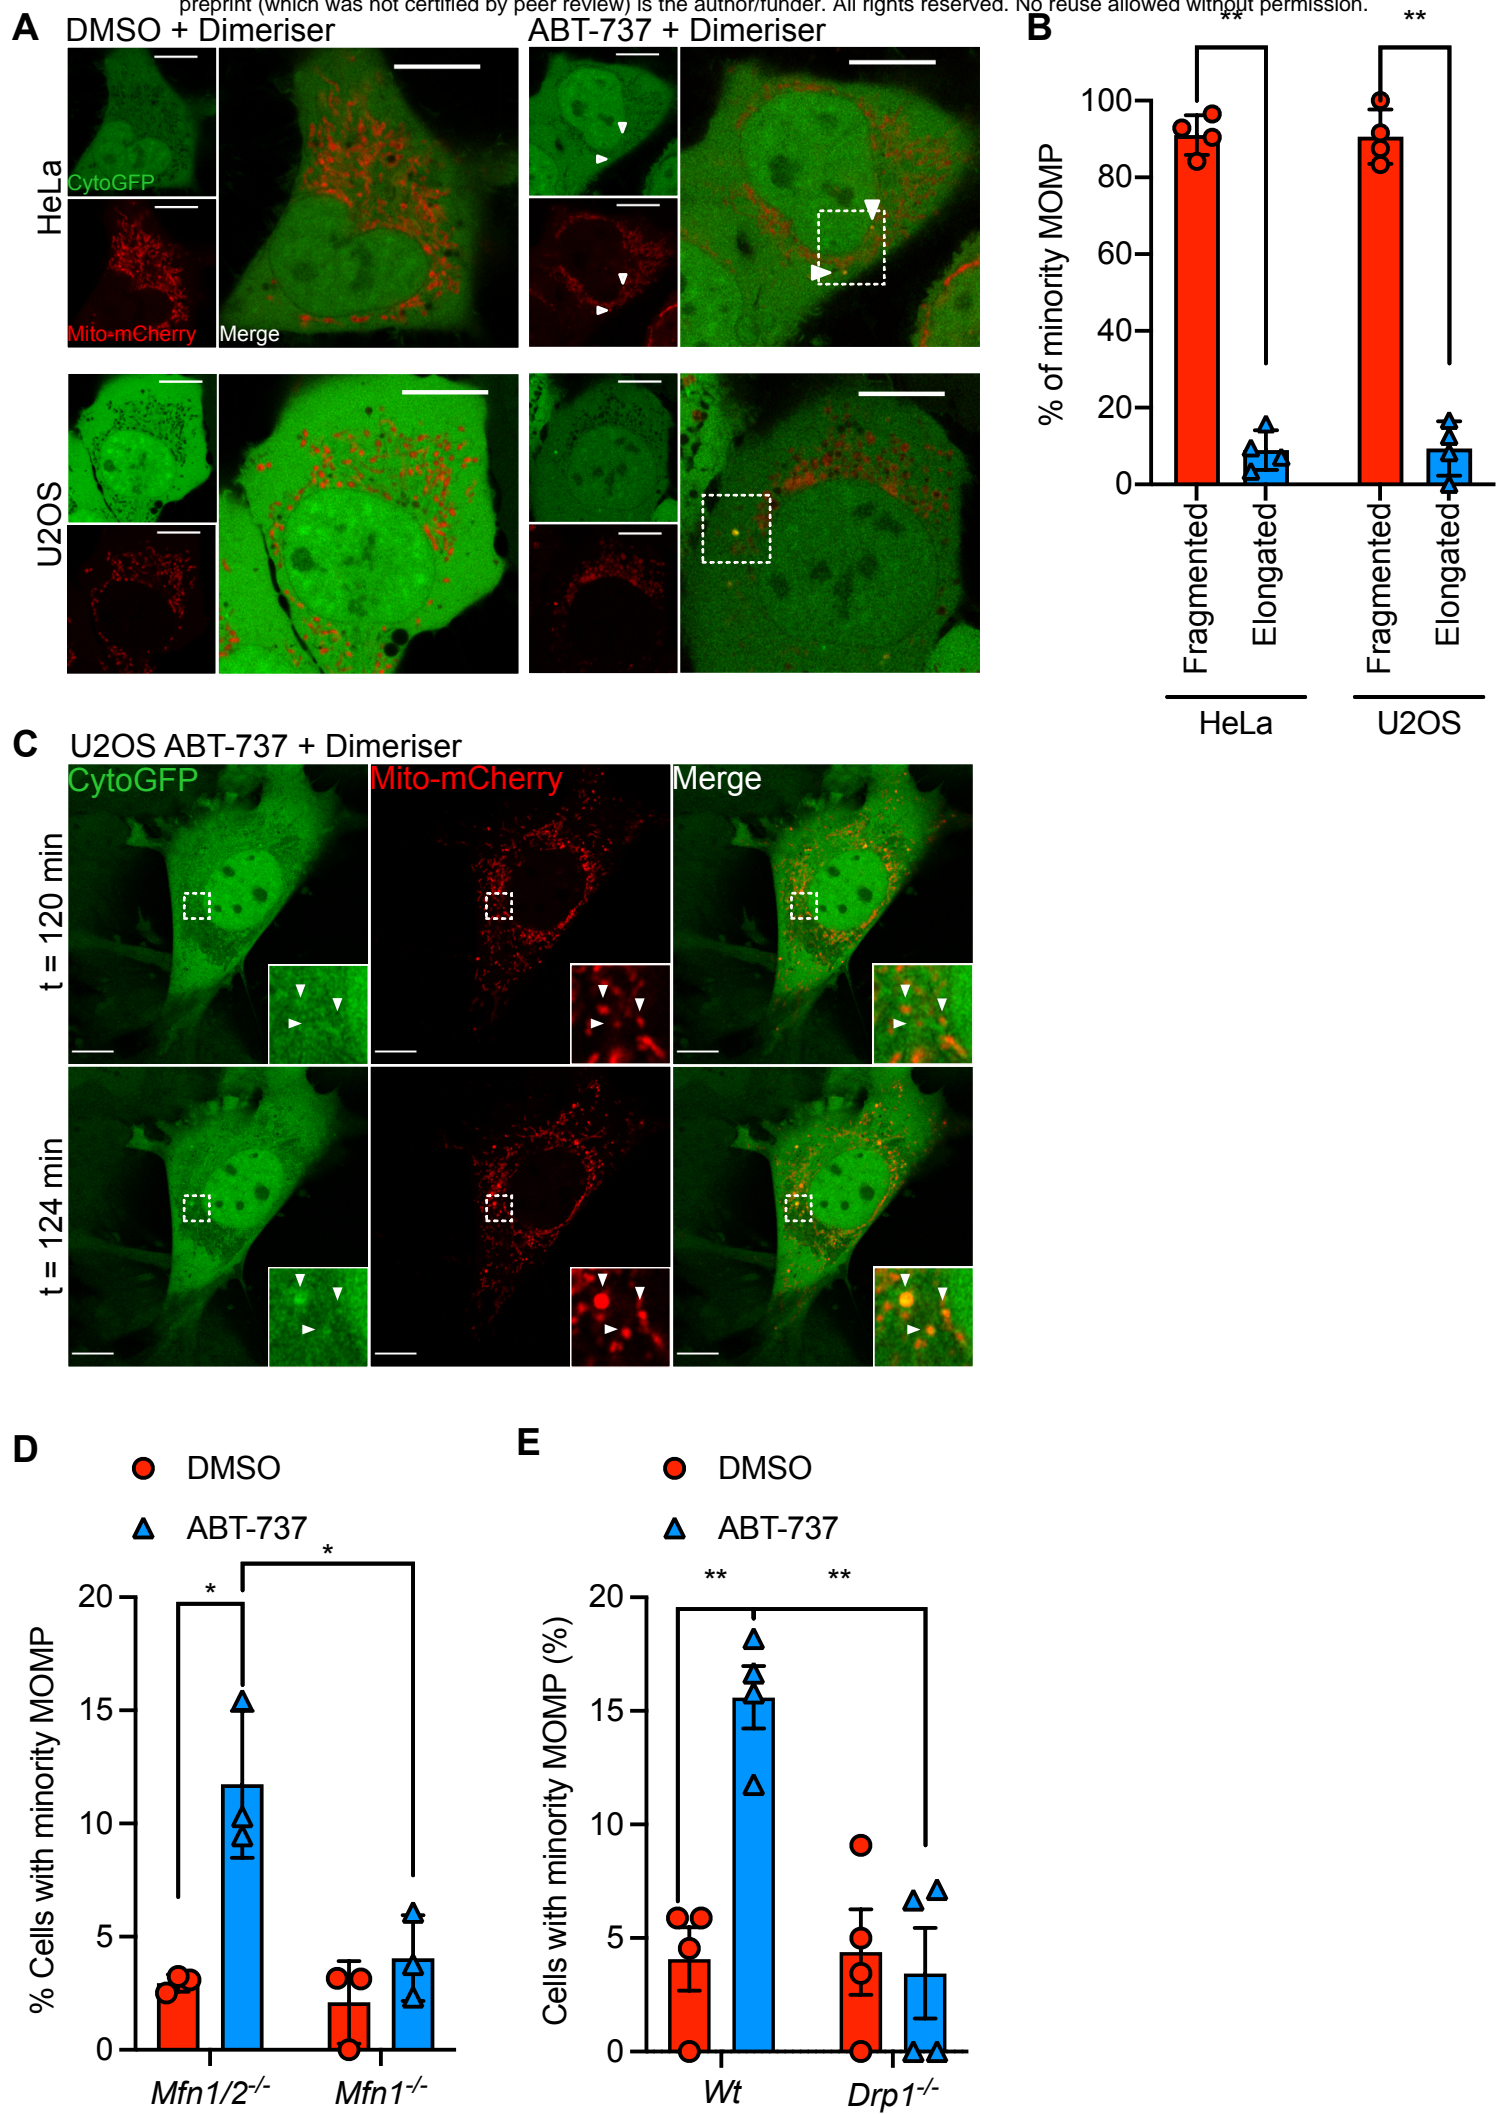 preprint (which was not certified by peer review) is the author/funder. All rights reserved. No reuse allowed without permission.
A
DMSO + Dimeriser
ABT-737 + Dimeriser
HeLa
CytoGFP
Mito-mCherry
Merge
U2OS
B
**
**
% of minority MOMP
100
80
60
40
20
0
Fragmented
Elongated
Fragmented
Elongated
HeLa
U2OS
C
U2OS ABT-737 + Dimeriser
CytoGFP
Mito-mCherry
Merge
t = 120 min
t = 124 min
D
DMSO
ABT-737
*
*
% Cells with minority MOMP
20
15
10
5
0
Mfn1/2-/-
Mfn1-/-
E
DMSO
ABT-737
**
**
Cells with minority MOMP (%)
20
15
10
5
0
Wt
Drp1-/-